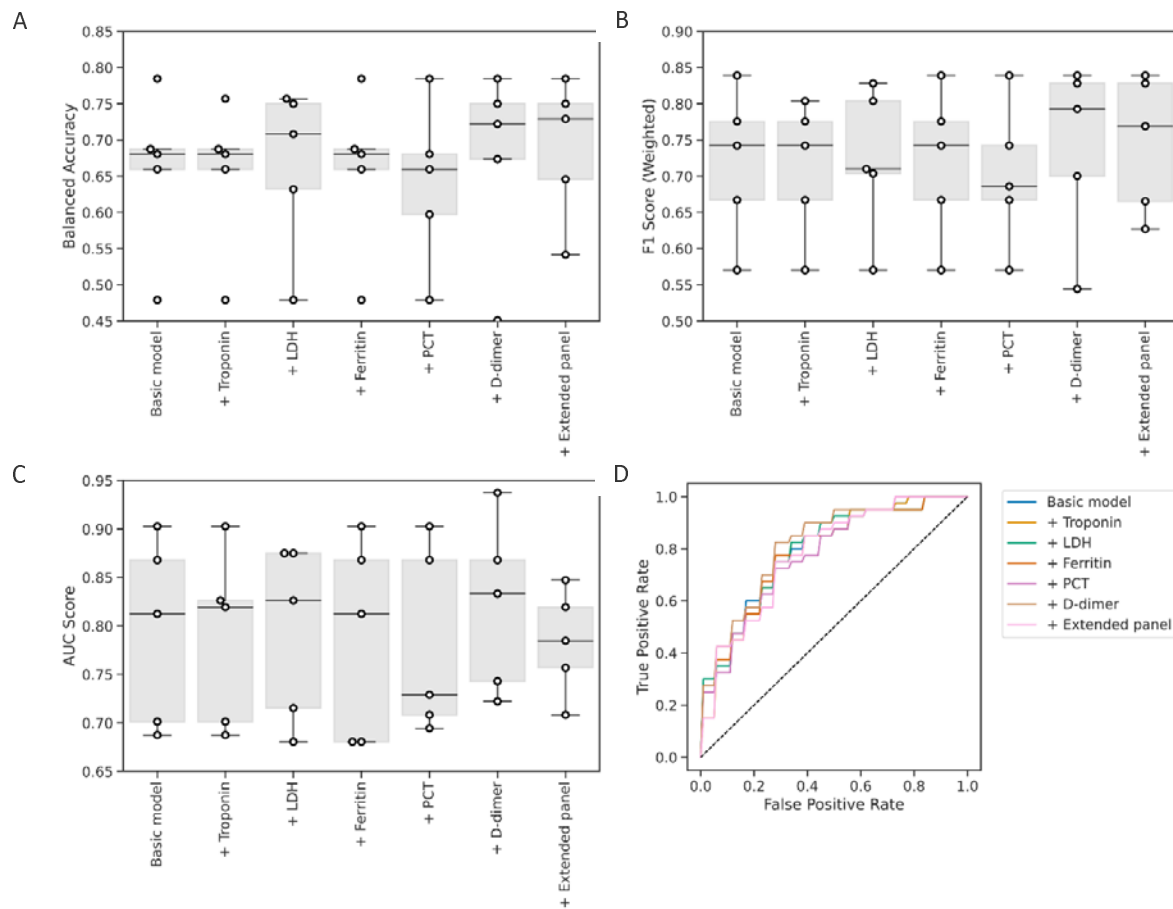 A
0.85
0.80
0.75
0.70
0.65
0.60
0.55
0.50
0.45
Balanced Accuracy
Basic model
+ Troponin
+ LDH
+ Ferritin
+ PCT
+ D-dimer
+ Extended panel
B
0.90
0.85
0.80
0.75
0.70
0.65
0.60
0.55
0.50
F1 Score (Weighted)
Basic model
+ Troponin
+ LDH
+ Ferritin
+ PCT
+ D-dimer
+ Extended panel
C
0.95
0.90
0.85
0.80
0.75
0.70
0.65
AUC Score
Basic model
+ Troponin
+ LDH
+ Ferritin
+ PCT
+ D-dimer
+ Extended panel
D
1.0
0.8
0.6
0.4
0.2
0.0
True Positive Rate
0.0 0.2 0.4 0.6 0.8 1.0
False Positive Rate
Basic model
+ Troponin
+ LDH
+ Ferritin
+ PCT
+ D-dimer
+ Extended panel